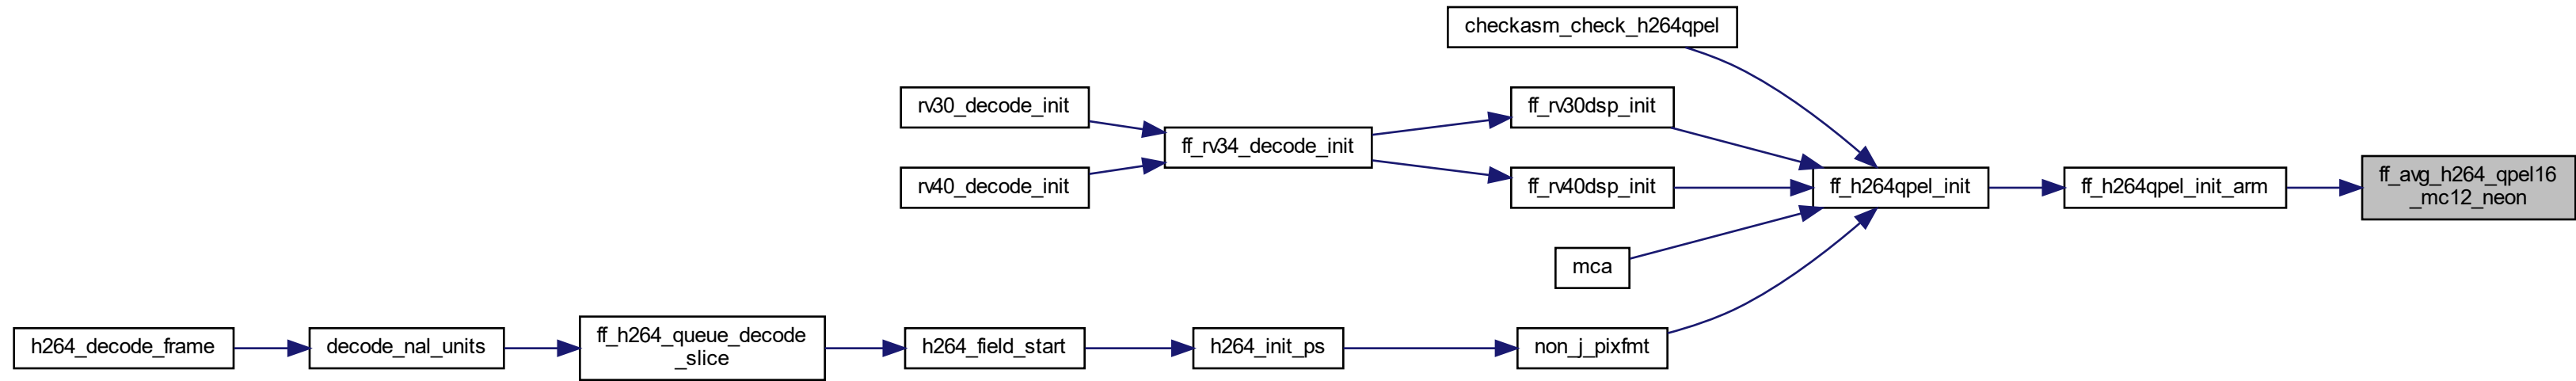 checkasm_check_h264qpel
rv30_decode_init
ff_rv30dsp_init
ff_rv34_decode_init
rv40_decode_init
ff_rv40dsp_init
ff_h264qpel_init
ff_h264qpel_init_arm
ff_avg_h264_qpel16
_mc12_neon
mca
h264_decode_frame
decode_nal_units
ff_h264_queue_decode
_slice
h264_field_start
h264_init_ps
non_j_pixfmt